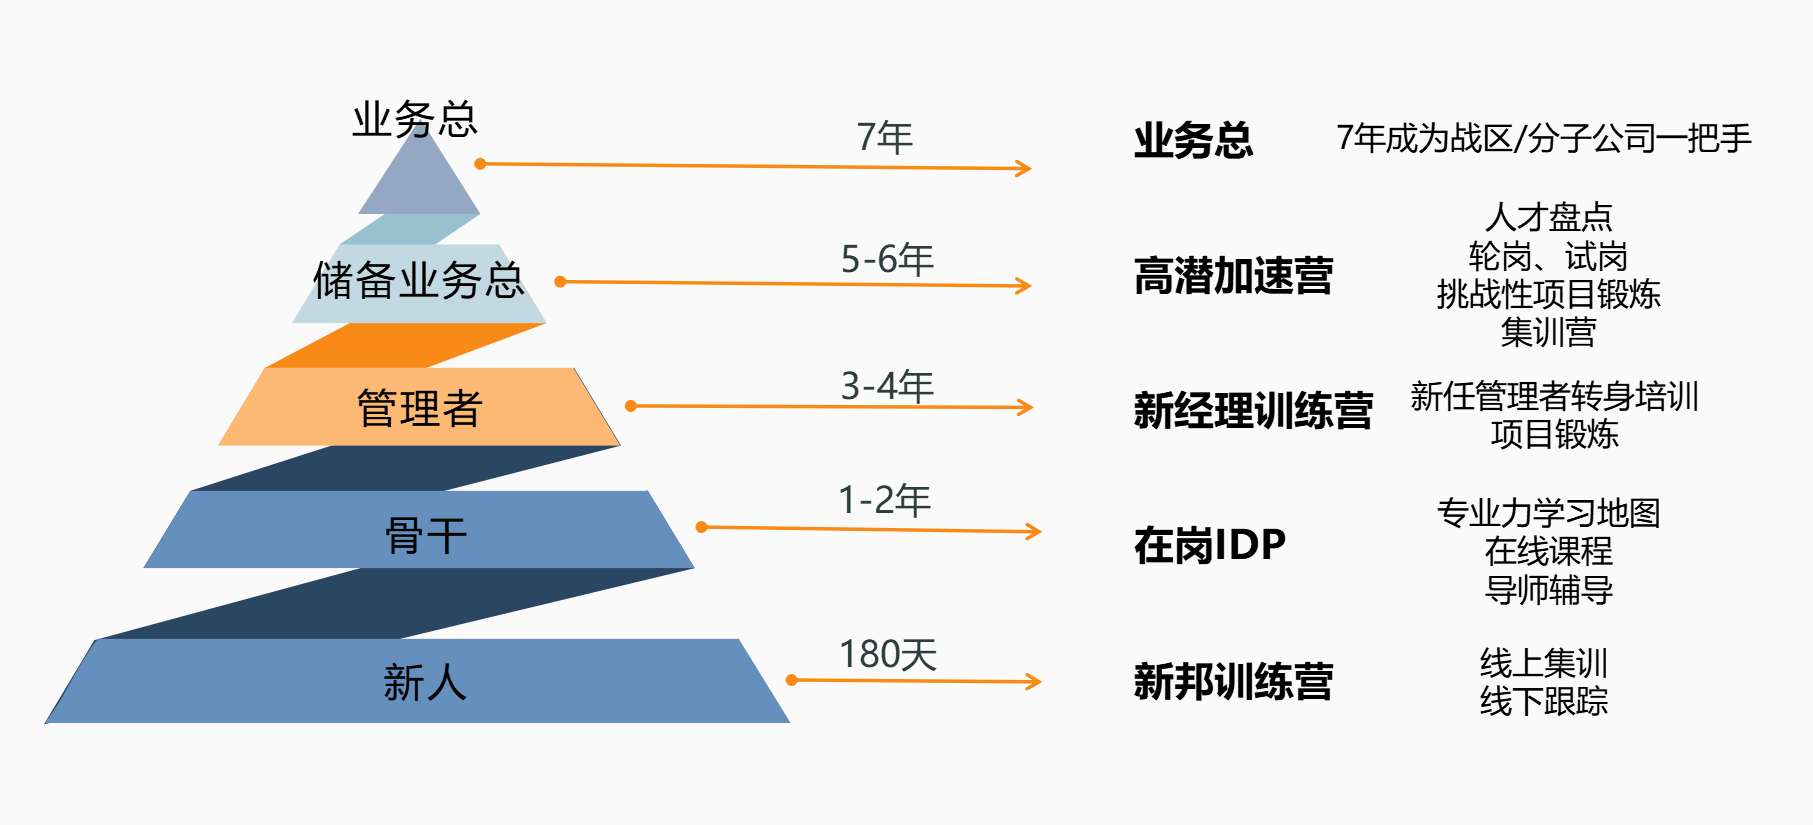 业务总
7年
业务总
7年成为战区/分子公司一把手
储备业务总
5-6年
高潜加速营
人才盘点
轮岗、试岗
挑战性项目锻炼
集训营
管理者
3-4年
新经理训练营
新任管理者转身培训
项目锻炼
骨干
1-2年
在岗IDP
专业力学习地图
在线课程
导师辅导
新人
180天
新邦训练营
线上集训
线下跟踪